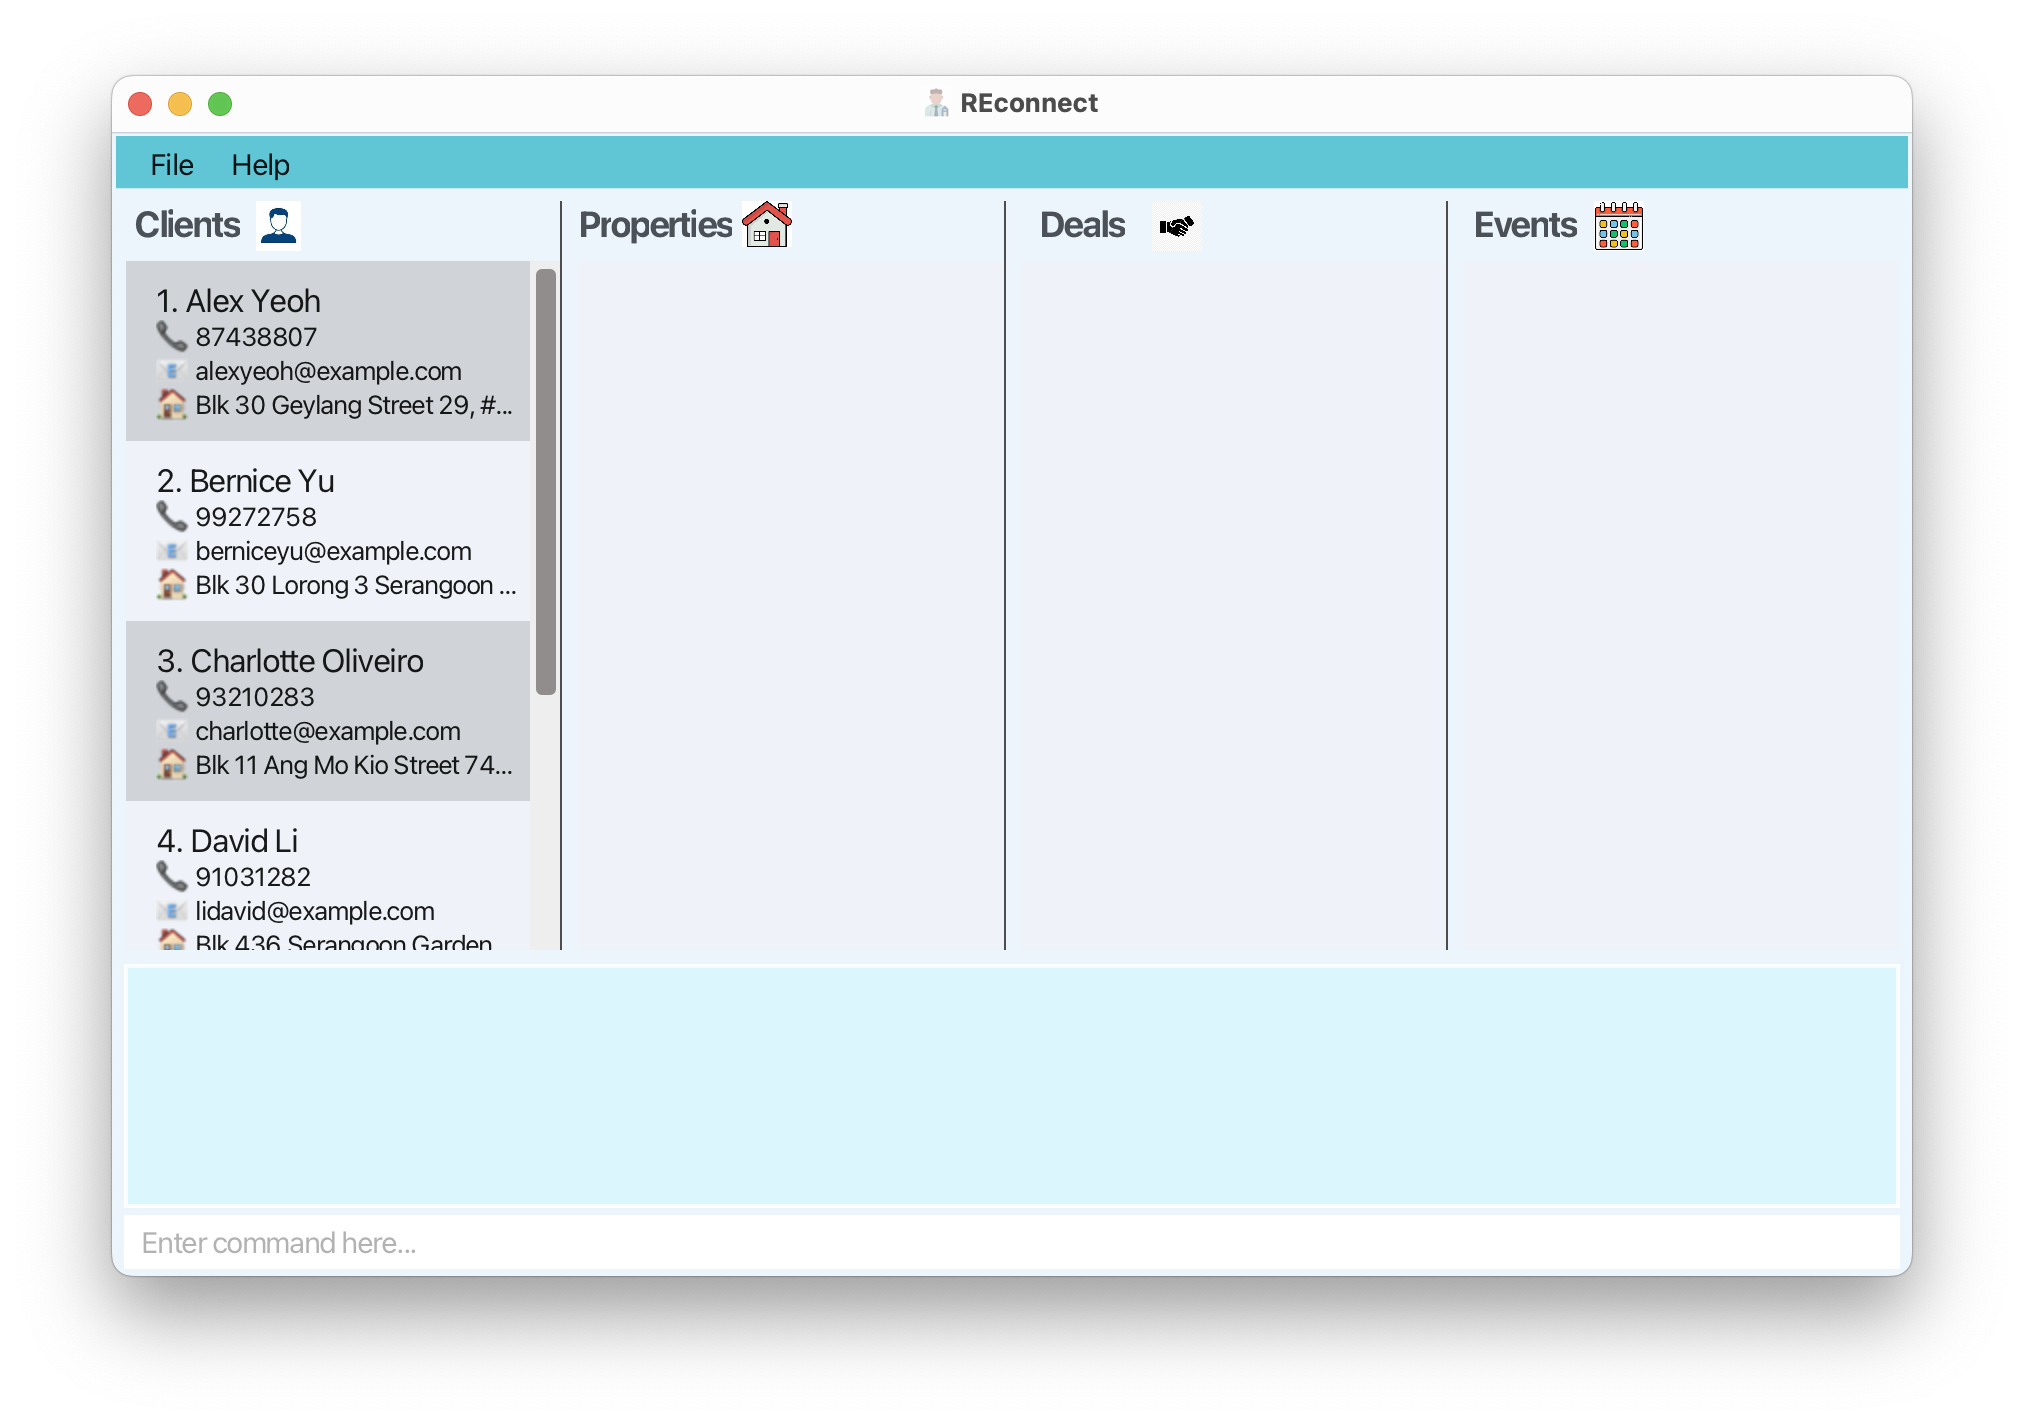 REconnect
File Help
Clients
Properties
Deals
Events
1. Alex Yeoh
87438807
alexyeoh@example.com
Blk 30 Geylang Street 29, #...
2. Bernice Yu
99272758
berniceyu@example.com
Blk 30 Lorong 3 Serangoon ...
3. Charlotte Oliveiro
93210283
charlotte@example.com
Blk 11 Ang Mo Kio Street 74...
4. David Li
91031282
lidavid@example.com
Blk 436 Serangoon Garden
Enter command here...